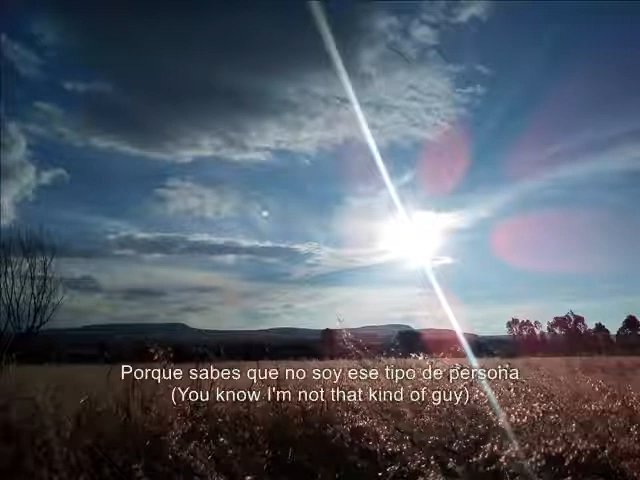 Porque sabes que no soy ese tipo de persona
(You know I'm not that kind of guy)